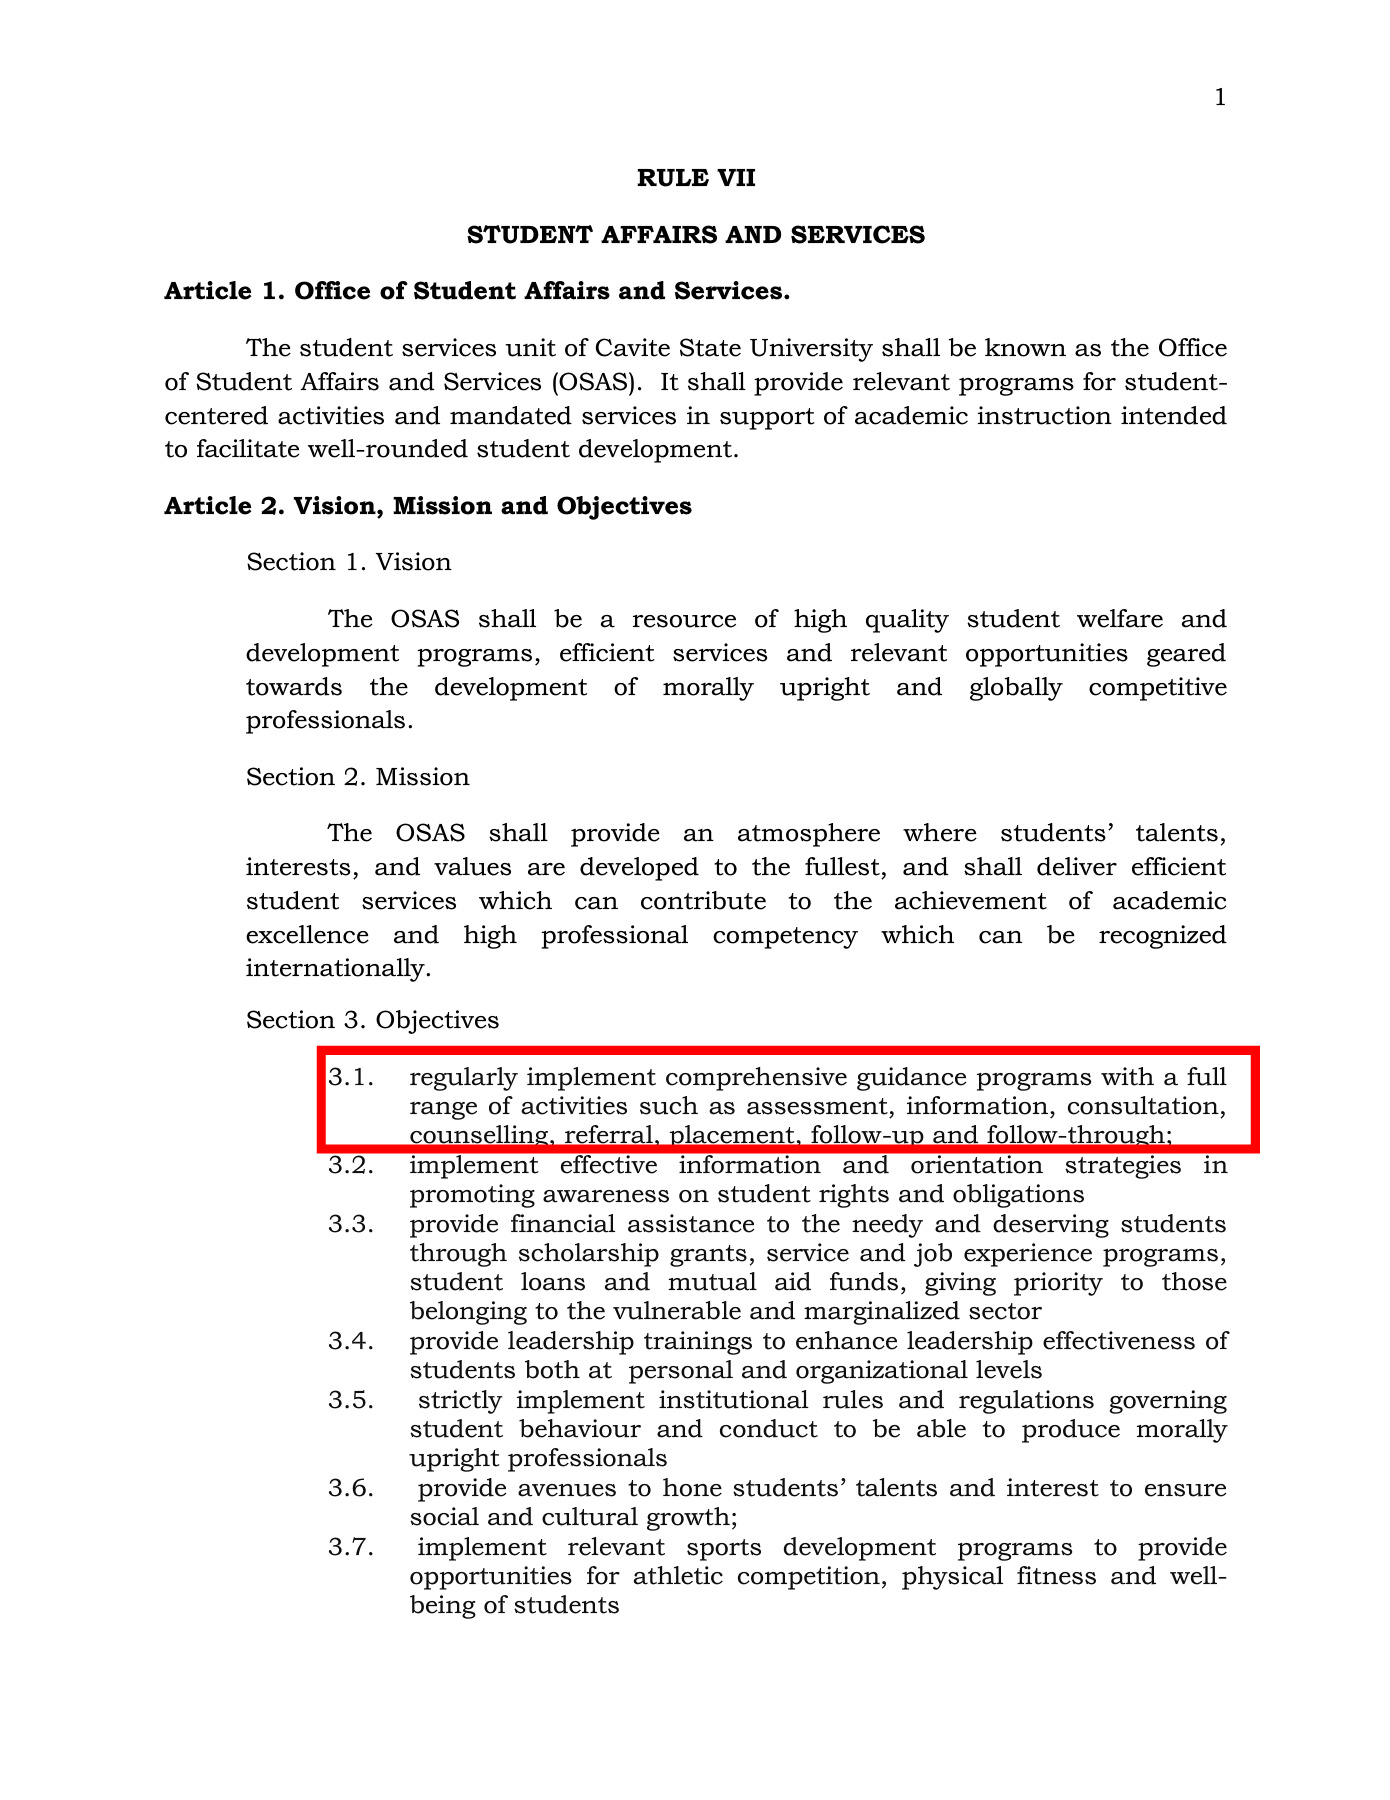 1
RULE VII
STUDENT AFFAIRS AND SERVICES
Article 1. Office of Student Affairs and Services.
The student services unit of Cavite State University shall be known as the Office
of Student Affairs and Services (OSAS).  It shall provide relevant programs for student-
centered activities and mandated services in support of academic instruction intended
to facilitate well-rounded student development.
Article 2. Vision, Mission and Objectives
Section 1. Vision
The OSAS shall be a resource of high quality student welfare and
development programs, efficient services and relevant opportunities geared
towards the development of morally upright and globally competitive
professionals.
Section 2. Mission
The OSAS shall provide an atmosphere where students’ talents,
interests, and values are developed to the fullest, and shall deliver efficient
student services which can contribute to the achievement of academic
excellence and high professional competency which can be recognized
internationally.
Section 3. Objectives
3.1. regularly implement comprehensive guidance programs with a full
range of activities such as assessment, information, consultation,
counselling, referral, placement, follow-up and follow-through;
3.2. implement effective information and orientation strategies in
promoting awareness on student rights and obligations
3.3. provide financial assistance to the needy and deserving students
through scholarship grants, service and job experience programs,
student loans and mutual aid funds, giving priority to those
belonging to the vulnerable and marginalized sector
3.4. provide leadership trainings to enhance leadership effectiveness of
students both at  personal and organizational levels
3.5. strictly implement institutional rules and regulations governing
student behaviour and conduct to be able to produce morally
upright professionals
3.6. provide avenues to hone students’ talents and interest to ensure
social and cultural growth;
3.7. implement relevant sports development programs to provide
opportunities for athletic competition, physical fitness and well-
being of students